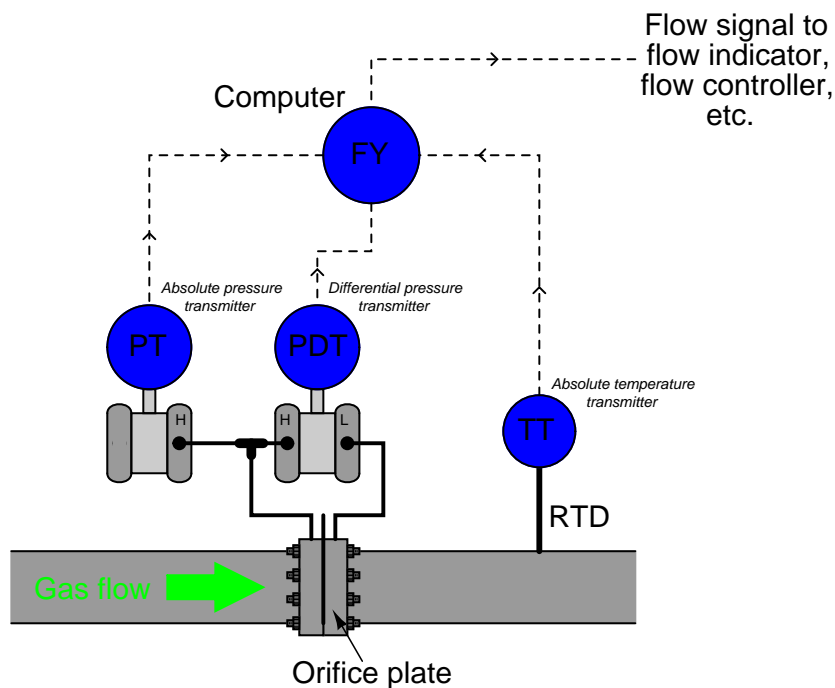 Flow signal to
flow indicator,
flow controller,
etc.
Computer
FY
Absolute pressure
transmitter
Differential pressure
transmitter
PT
PDT
Absolute temperature
transmitter
TT
H
H
L
RTD
Gas flow
Orifice plate